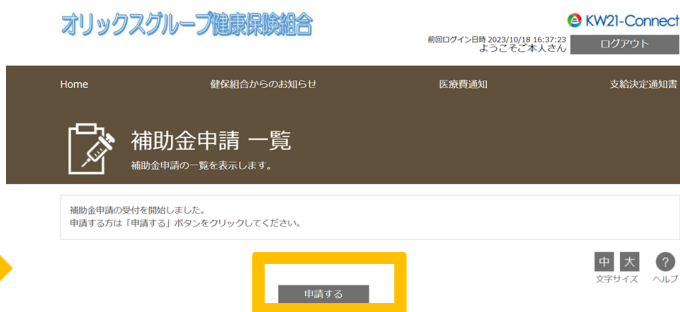 オリックスグループ健康保険組合
KW21-Connect
前回ログイン日時 2023/10/18 16:37:23
ようこそご本人さん
ログアウト
Home
健保組合からのお知らせ
医療費通知
支給決定通知書
補助金申請 一覧
補助金申請の一覧を表示します。
補助金申請の受付を開始しました。
申請する方は「申請する」ボタンをクリックしてください。
中 大 ?
文字サイズ ヘルプ
申請する